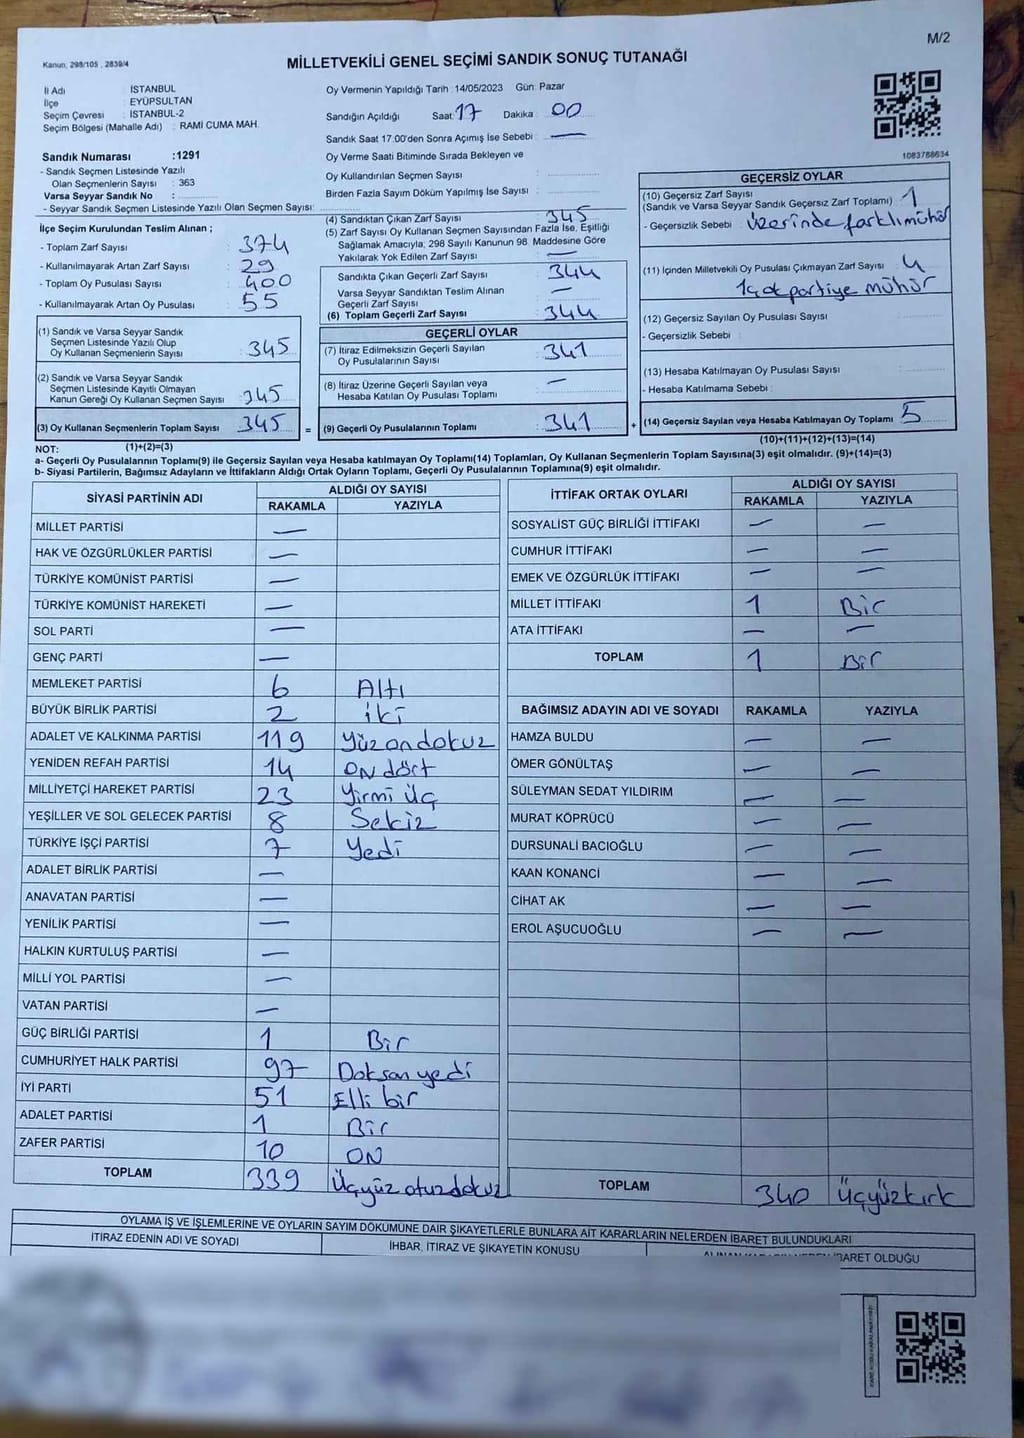 M/2
Kanun, 298/105 , 2839/4
MİLLETVEKİLİ GENEL SEÇİMİ SANDIK SONUÇ TUTANAĞI
İl Adı : İSTANBUL
İlçe : EYÜPSULTAN
Seçim Çevresi : İSTANBUL-2
Seçim Bölgesi (Mahalle Adı) : RAMİ CUMA MAH.
Sandık Numarası :1291
- Sandık Seçmen Listesinde Yazılı
Olan Seçmenlerin Sayısı : 363
Varsa Seyyar Sandık No :
- Seyyar Sandık Seçmen Listesinde Yazılı Olan Seçmen Sayısı:
Oy Vermenin Yapıldığı Tarih :14/05/2023 Gün: Pazar
Sandığın Açıldığı Saat: 17 Dakika : 00
Sandık Saat 17.00'den Sonra Açımış İse Sebebi : —
Oy Verme Saati Bitiminde Sırada Bekleyen ve
Oy Kullandırılan Seçmen Sayısı :
Birden Fazla Sayım Döküm Yapılmış İse Sayısı :
1083788634
İlçe Seçim Kurulundan Teslim Alınan ;
- Toplam Zarf Sayısı : 374
- Kullanılmayarak Artan Zarf Sayısı : 29
- Toplam Oy Pusulası Sayısı : 400
- Kullanılmayarak Artan Oy Pusulası : 55
(1) Sandık ve Varsa Seyyar Sandık
Seçmen Listesinde Yazılı Olup
Oy Kullanan Seçmenlerin Sayısı : 345
(2) Sandık ve Varsa Seyyar Sandık
Seçmen Listesinde Kayıtlı Olmayan
Kanun Gereği Oy Kullanan Seçmen Sayısı : 345
(3) Oy Kullanan Seçmenlerin Toplam Sayısı : 345 =
(4) Sandıktan Çıkan Zarf Sayısı : 345
(5) Zarf Sayısı Oy Kullanan Seçmen Sayısından Fazla İse, Eşitliği
Sağlamak Amacıyla, 298 Sayılı Kanunun 98. Maddesine Göre
Yakılarak Yok Edilen Zarf Sayısı : —
Sandıkta Çıkan Geçerli Zarf Sayısı : 344
Varsa Seyyar Sandıktan Teslim Alınan
Geçerli Zarf Sayısı : —
(6) Toplam Geçerli Zarf Sayısı : 344
GEÇERLİ OYLAR
(7) İtiraz Edilmeksizin Geçerli Sayılan
Oy Pusulalarının Sayısı : 341
(8) İtiraz Üzerine Geçerli Sayılan veya
Hesaba Katılan Oy Pusulası Toplamı : —
(9) Geçerli Oy Pusulalarının Toplamı : 341 +
GEÇERSİZ OYLAR
(10) Geçersiz Zarf Sayısı
(Sandık ve Varsa Seyyar Sandık Geçersiz Zarf Toplamı) : 1
- Geçersiz Sebebi : üzerinde farklı mühür
(11) İçinden Milletvekili Oy Pusulası Çıkmayan Zarf Sayısı : 4
mühür
(12) Geçersiz Sayılan Oy Pusulası Sayısı :
- Geçersizlik Sebebi :
(13) Hesaba Katılmayan Oy Pusulası Sayısı :
- Hesaba Katılmama Sebebi :
(14) Geçersiz Sayılan veya Hesaba Katılmayan Oy Toplamı : 5
NOT: (1)+(2)=(3)
(10)+(11)+(12)+(13)=(14)
a- Geçerli Oy Pusulalarının Toplamı(9) ile Geçersiz Sayılan veya Hesaba katılmayan Oy Toplamı(14) Toplamları, Oy Kullanan Seçmenlerin Toplam Sayısına(3) eşit olmalıdır. (9)+(14)=(3)
b- Siyasi Partilerin, Bağımsız Adayların ve İttifakların Aldığı Ortak Oyların Toplamı, Geçerli Oy Pusulalarının Toplamına(9) eşit olmalıdır.
SİYASİ PARTİNİN ADI ALDIĞI OY SAYISI
RAKAMLA YAZIYLA
MİLLET PARTİSİ —
HAK VE ÖZGÜRLÜKLER PARTİSİ —
TÜRKİYE KOMÜNİST PARTİSİ —
TÜRKİYE KOMÜNİST HAREKETİ —
SOL PARTİ —
GENÇ PARTİ —
MEMLEKET PARTİSİ 6 Altı
BÜYÜK BİRLİK PARTİSİ 2 iki
ADALET VE KALKINMA PARTİSİ 119 Yüzondokuz
YENİDEN REFAH PARTİSİ 14 ON dört
MİLLİYETÇİ HAREKET PARTİSİ 23 Yirmi Üç
YEŞİLLER VE SOL GELECEK PARTİSİ 8 Sekiz
TÜRKİYE İŞÇİ PARTİSİ 7 Yedi
ADALET BİRLİK PARTİSİ —
ANAVATAN PARTİSİ —
YENİLİK PARTİSİ —
HALKIN KURTULUŞ PARTİSİ —
MİLLİ YOL PARTİSİ —
VATAN PARTİSİ —
GÜÇ BİRLİĞİ PARTİSİ 1 Bir
CUMHURİYET HALK PARTİSİ 97 Doksan yedi
İYİ PARTİ 51 Elli bir
ADALET PARTİSİ 1 Bir
ZAFER PARTİSİ 10 ON
TOPLAM 339 Üçyüz otuzdokuz
İTTİFAK ORTAK OYLARI ALDIĞI OY SAYISI
RAKAMLA YAZIYLA
SOSYALİST GÜÇ BİRLİĞİ İTTİFAKI — —
CUMHUR İTTİFAKI — —
EMEK VE ÖZGÜRLÜK İTTİFAKI — —
MİLLET İTTİFAKI 1 Bir
ATA İTTİFAKI — —
TOPLAM 1 Bir
BAĞIMSIZ ADAYIN ADI VE SOYADI RAKAMLA YAZIYLA
HAMZA BULDU — —
ÖMER GÖNÜLTAŞ — —
SÜLEYMAN SEDAT YILDIRIM — —
MURAT KÖPRÜCÜ — —
DURSUNALİ BACIOĞLU — —
KAAN KONANCİ — —
CİHAT AK — —
EROL AŞUCUOĞLU — —
TOPLAM 340 Üçyüzkırk
OYLAMA İŞ VE İŞLEMLERİNE VE OYLARIN SAYIM DÖKÜMÜNE DAİR ŞİKAYETLERLE BUNLARA AİT KARARLARIN NELERDEN İBARET BULUNDUKLARI
İTİRAZ EDENİN ADI VE SOYADI İHBAR, İTİRAZ VE ŞİKAYETİN KONUSU İBARET OLDUĞU